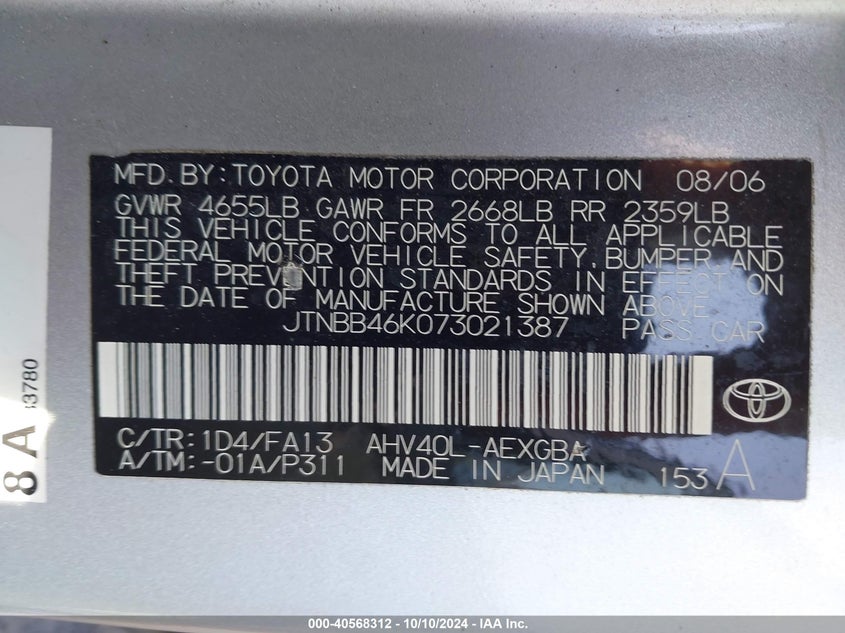 MFD.BY:TOYOTA MOTOR CORPORATION 08/06
GVWR 4655LB GAWR FR 2668LB RR 2359LB
THIS VEHICLE CONFORMS TO ALL APPLICABLE
FEDERAL MOTOR VEHICLE SAFETY,BUMPER AND
THEFT PREVENTION STANDARDS IN EFFECT ON
THE DATE OF MANUFACTURE SHOWN ABOVE.
JTNBB46K073021387 PASS CAR
C/TR:1D4/FA13 AHV40L-AEXGBA
A/TM:-01A/P311 MADE IN JAPAN 153 A
8 A
000-40568312 - 10/10/2024 - IAA Inc.